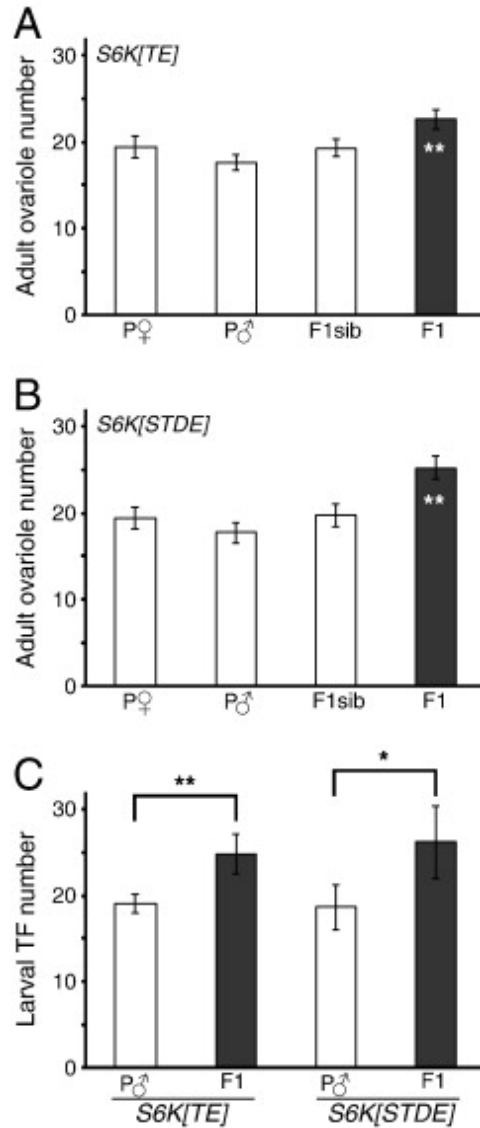 A
S6K[TE]
Adult ovariole number
30
20
10
0
**
P♀ P♂ F1sib F1
B
S6K[STDE]
Adult ovariole number
30
20
10
0
**
P♀ P♂ F1sib F1
C
Larval TF number
30
20
10
0
** *
P♂ F1 P♂ F1
S6K[TE] S6K[STDE]